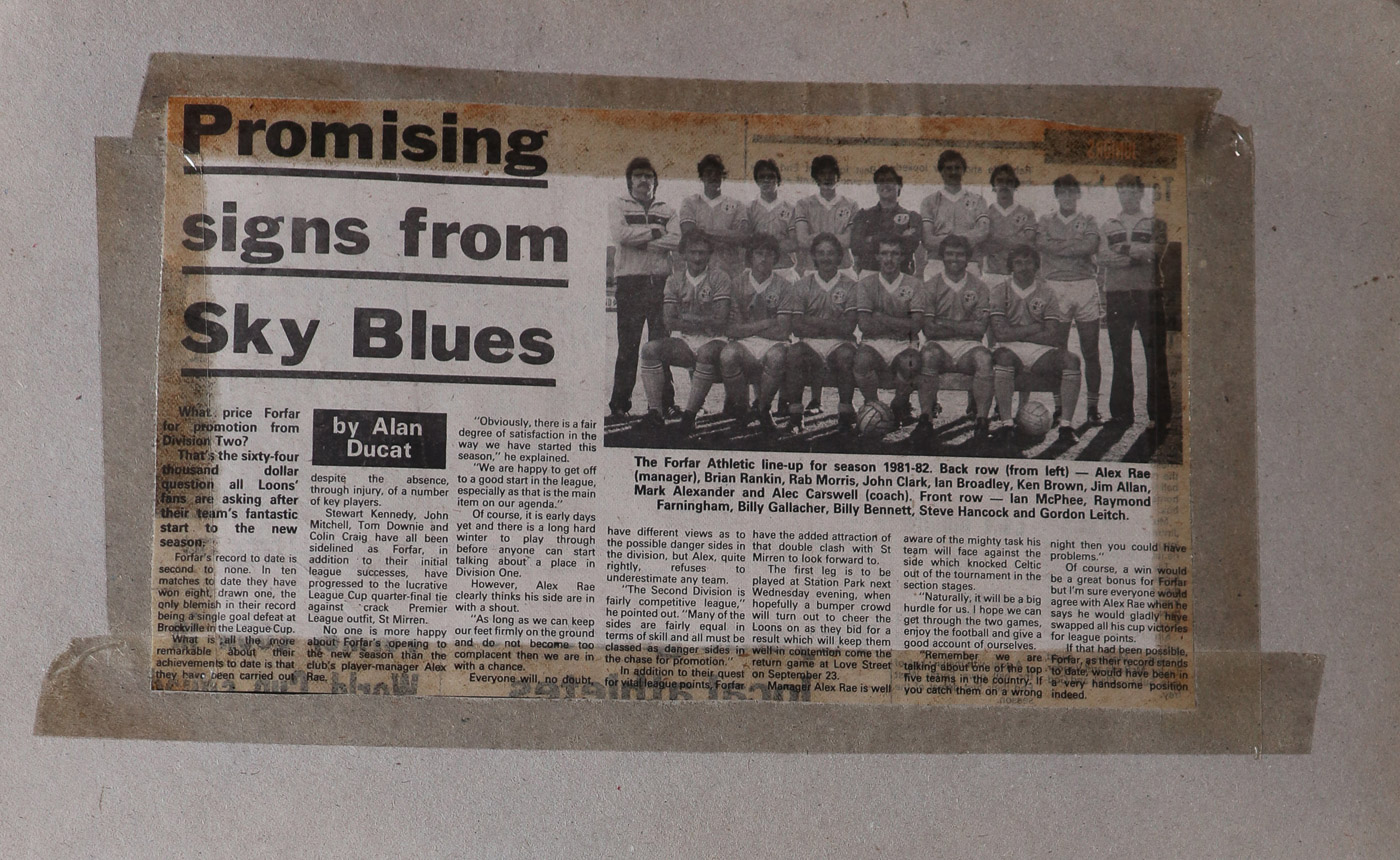 Promising
signs from
Sky Blues
What price Forfar
for promotion from
Division Two?
That's the sixty-four
thousand dollar
question all Loons'
fans are asking after
their team's fantastic
start to the new
season.
Forfar's record to date is
second to none. In ten
matches to date they have
won eight, drawn one, the
only blemish in their record
being a single goal defeat at
Brockville in the League Cup.
What is all the more
remarkable about their
achievements to date is that
they have been carried out
by Alan
Ducat
despite the absence,
through injury, of a number
of key players.
Stewart Kennedy, John
Mitchell, Tom Downie and
Colin Craig have all been
sidelined as Forfar, in
addition to their initial
league successes, have
progressed to the lucrative
League Cup quarter-final tie
against crack Premier
League outfit, St Mirren.
No one is more happy
about Forfar's opening to
the new season than the
club's player-manager Alex
Rae.
"Obviously, there is a fair
degree of satisfaction in the
way we have started this
season," he explained.
"We are happy to get off
to a good start in the league,
especially as that is the main
item on our agenda."
Of course, it is early days
yet and there is a long hard
winter to play through
before anyone can start
talking about a place in
Division One.
However, Alex Rae
clearly thinks his side are in
with a shout.
"As long as we can keep
our feet firmly on the ground
and do not become too
complacent then we are in
with a chance.
Everyone will, no doubt,
The Forfar Athletic line-up for season 1981-82. Back row (from left) — Alex Rae
(manager), Brian Rankin, Rab Morris, John Clark, Ian Broadley, Ken Brown, Jim Allan,
Mark Alexander and Alec Carswell (coach). Front row — Ian McPhee, Raymond
Farningham, Billy Gallacher, Billy Bennett, Steve Hancock and Gordon Leitch.
have different views as to
the possible danger sides in
the division, but Alex, quite
rightly, refuses to
underestimate any team.
"The Second Division is
fairly competitive league,"
he pointed out. "Many of the
sides are fairly equal in
terms of skill and all must be
classed as danger sides in
the chase for promotion."
In addition to their quest
for vital league points, Forfar
have the added attraction of
that double clash with St
Mirren to look forward to.
The first leg is to be
played at Station Park next
Wednesday evening, when
hopefully a bumper crowd
will turn out to cheer the
Loons on as they bid for a
result which will keep them
well in contention come the
return game at Love Street
on September 23.
Manager Alex Rae is well
aware of the mighty task his
team will face against the
side which knocked Celtic
out of the tournament in the
section stages.
"Naturally, it will be a big
hurdle for us. I hope we can
get through the two games,
enjoy the football and give a
good account of ourselves.
"Remember we are
talking about one of the top
five teams in the country. If
you catch them on a wrong
night then you could have
problems."
Of course, a win would
be a great bonus for Forfar
but I'm sure everyone would
agree with Alex Rae when he
says he would gladly have
swapped all his cup victories
for league points.
If that had been possible,
Forfar, as their record stands
to date, would have been in
a very handsome position
indeed.